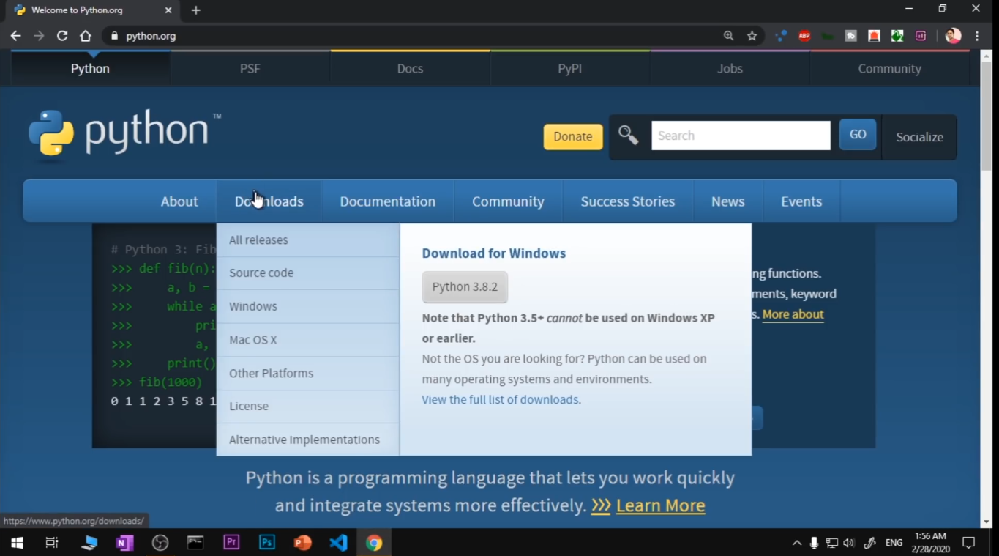 Welcome to Python.org
python.org
ABP
Python
PSF
Docs
PyPI
Jobs
Community
python™
Donate
Search
GO
Socialize
About
Downloads
Documentation
Community
Success Stories
News
Events
# Python 3: Fib
>>> def fib(n):
>>> a, b =
>>> while a
>>> pri
>>> a,
>>> print()
>>> fib(1000)
0 1 1 2 3 5 8 1
All releases
Source code
Windows
Mac OS X
Other Platforms
License
Alternative Implementations
Download for Windows
Python 3.8.2
Note that Python 3.5+ cannot be used on Windows XP
or earlier.
Not the OS you are looking for? Python can be used on
many operating systems and environments.
View the full list of downloads.
ng functions.
ments, keyword
s. More about
Python is a programming language that lets you work quickly
and integrate systems more effectively. >>> Learn More
https://www.python.org/downloads/
N
Pr
Ps
P
ENG
1:56 AM
2/28/2020